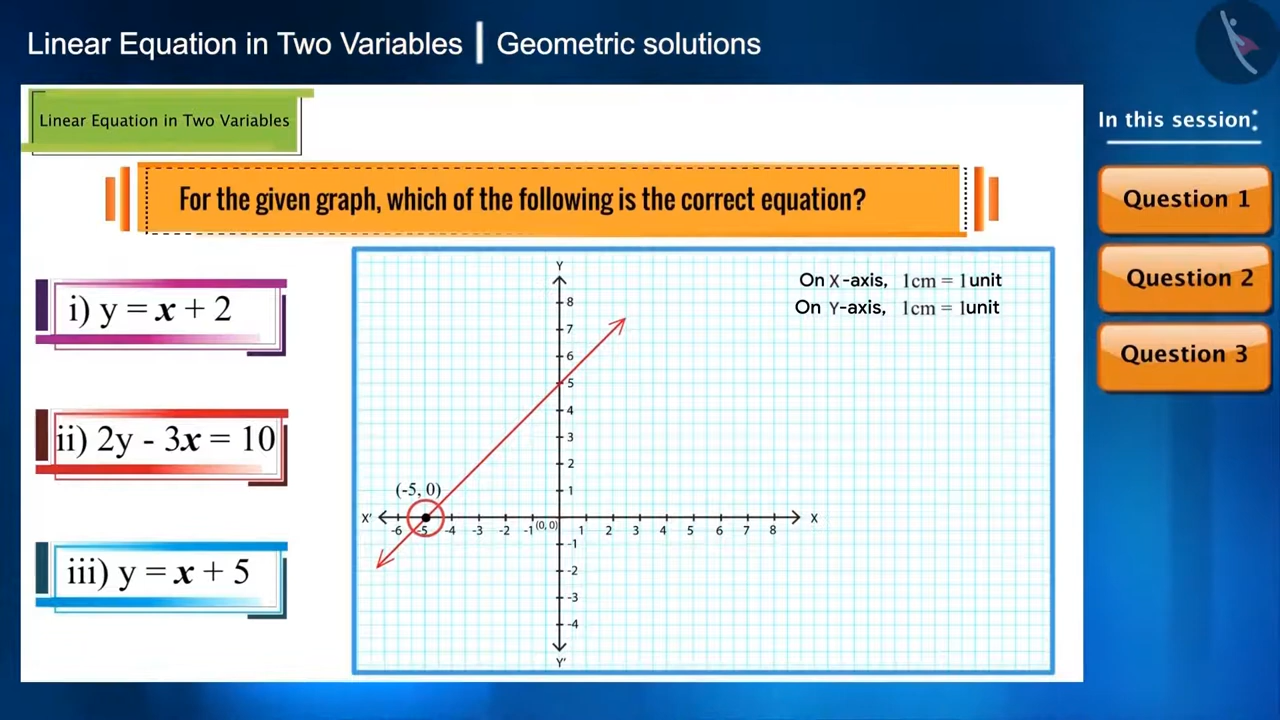 Linear Equation in Two Variables | Geometric solutions
Linear Equation in Two Variables
In this session:
Question 1
Question 2
Question 3
For the given graph, which of the following is the correct equation?
i) y = x + 2
ii) 2y - 3x = 10
iii) y = x + 5
On X-axis, 1cm = 1unit
On Y-axis, 1cm = 1unit
Y
8
7
6
5
4
3
2
1
(-5, 0)
X'
X
-6 -5 -4 -3 -2 -1 (0, 0) 1 2 3 4 5 6 7 8
-1
-2
-3
-4
Y'